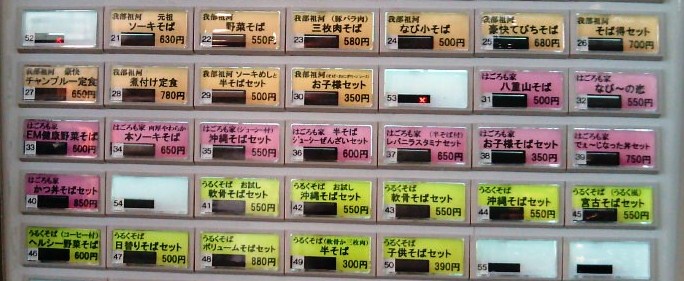 52
我部祖河 元祖
ソーキそば
21 630円
我部祖河
野菜そば
22 550円
我部祖河 (豚バラ肉)
三枚肉そば
23 580円
我部祖河
なび小そば
24 500円
我部祖河
豪快てびちそば
25 680円
我部祖河
そば得セット
26 700円
我部祖河 豪快
チャンプルー定食
27 650円
我部祖河
煮付け定食
28 780円
我部祖河 ソーキめしと
半そばセット
29 550円
我部祖河
お子様セット
30 350円
53
はごろも家
八重山そば
31 500円
はごろも家
なび〜の恋
32 550円
はごろも家
EM健康野菜そば
33 500円
はごろも家 肉厚やわらか
本ソーキそば
34 650円
はごろも家(ジューシー付)
沖縄そばセット
35 550円
はごろも家 半そば
ジューシーぜんざいセット
36 600円
はごろも家 (半そば付)
レバニラスタミナセット
37 650円
はごろも家
お子様そばセット
38 350円
はごろも家
でぇ〜じなった丼セット
39 750円
はごろも家
かつ丼そばセット
40 850円
54
うるくそば お試し
軟骨そばセット
41 550円
うるくそば お試し
沖縄そばセット
42 550円
うるくそば
軟骨そばセット
43 550円
うるくそば
沖縄そばセット
44 550円
うるくそば (うるく風)
宮古そばセット
45 550円
うるくそば (コーヒー付)
ヘルシー野菜そば
46 600円
うるくそば
日替りそばセット
47 500円
うるくそば
ボリュームそばセット
48 880円
うるくそば(軟骨か三枚肉)
半そば
49 300円
うるくそば
子供そばセット
50 390円
55